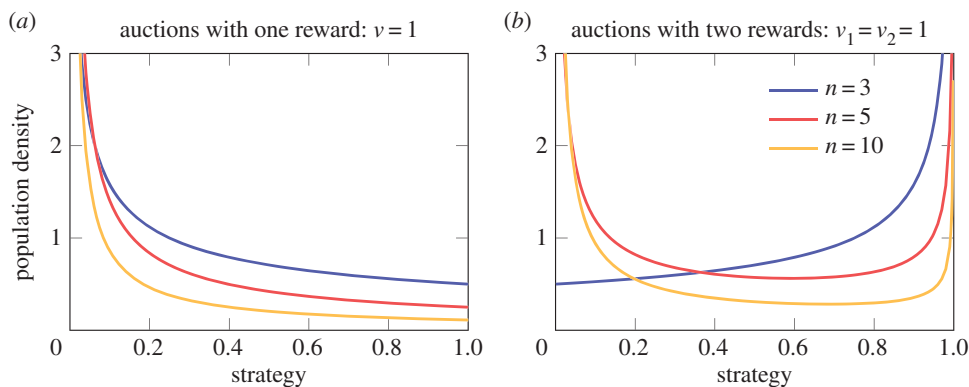 (a) auctions with one reward: v = 1
3
2
1
0 0.2 0.4 0.6 0.8 1.0
population density
strategy
(b) auctions with two rewards: v₁ = v₂ = 1
3
2
1
0 0.2 0.4 0.6 0.8 1.0
n = 3
n = 5
n = 10
strategy